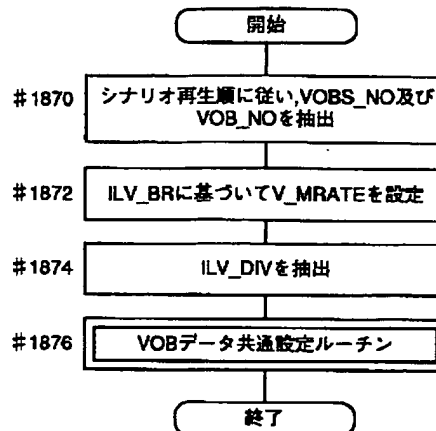 開始
#1870 シナリオ再生順に従い,VOBS_NO及び
VOB_NOを抽出
#1872 ILV_BRに基づいてV_MRATEを設定
#1874 ILV_DIVを抽出
#1876 VOBデータ共通設定ルーチン
終了